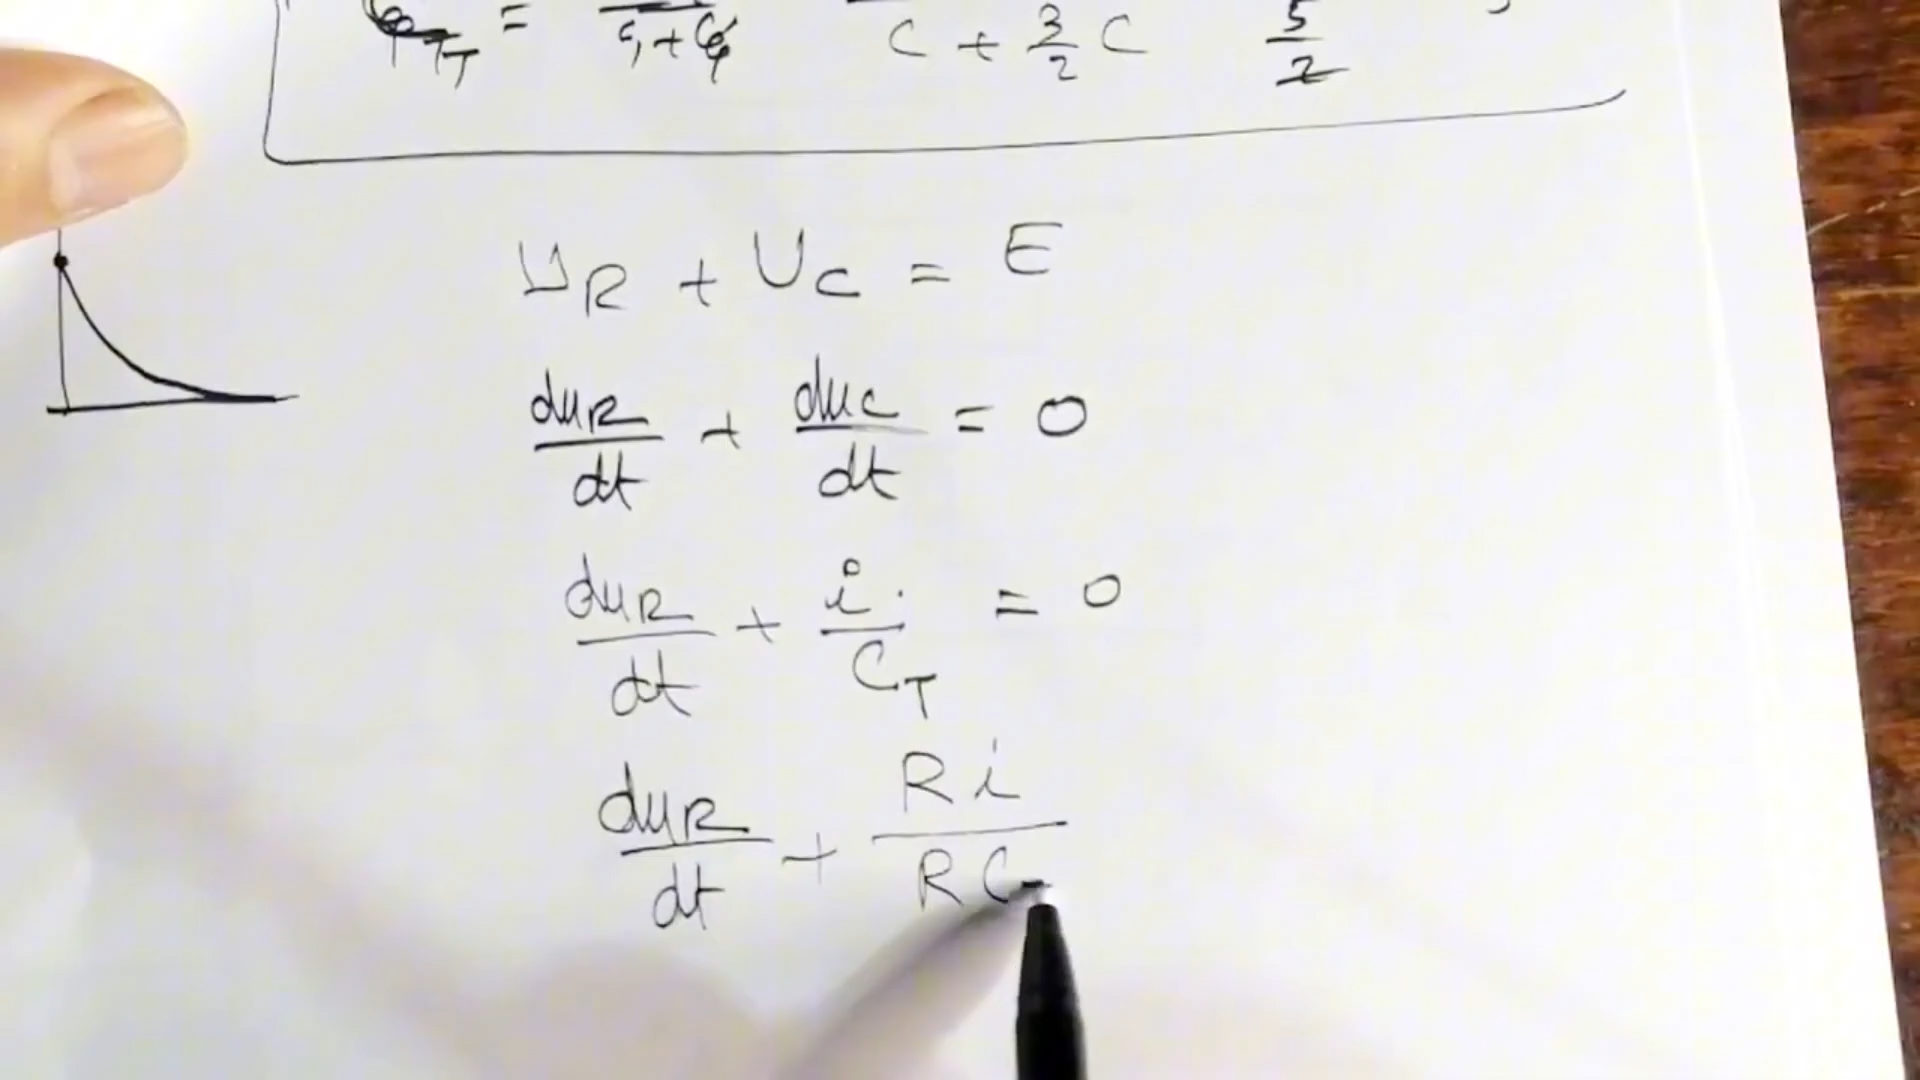 = C + 3/2 C 5/2
U_R + U_C = E
du_R/dt + du_C/dt = 0
du_R/dt + i/C_T = 0
du_R/dt + Ri/RC